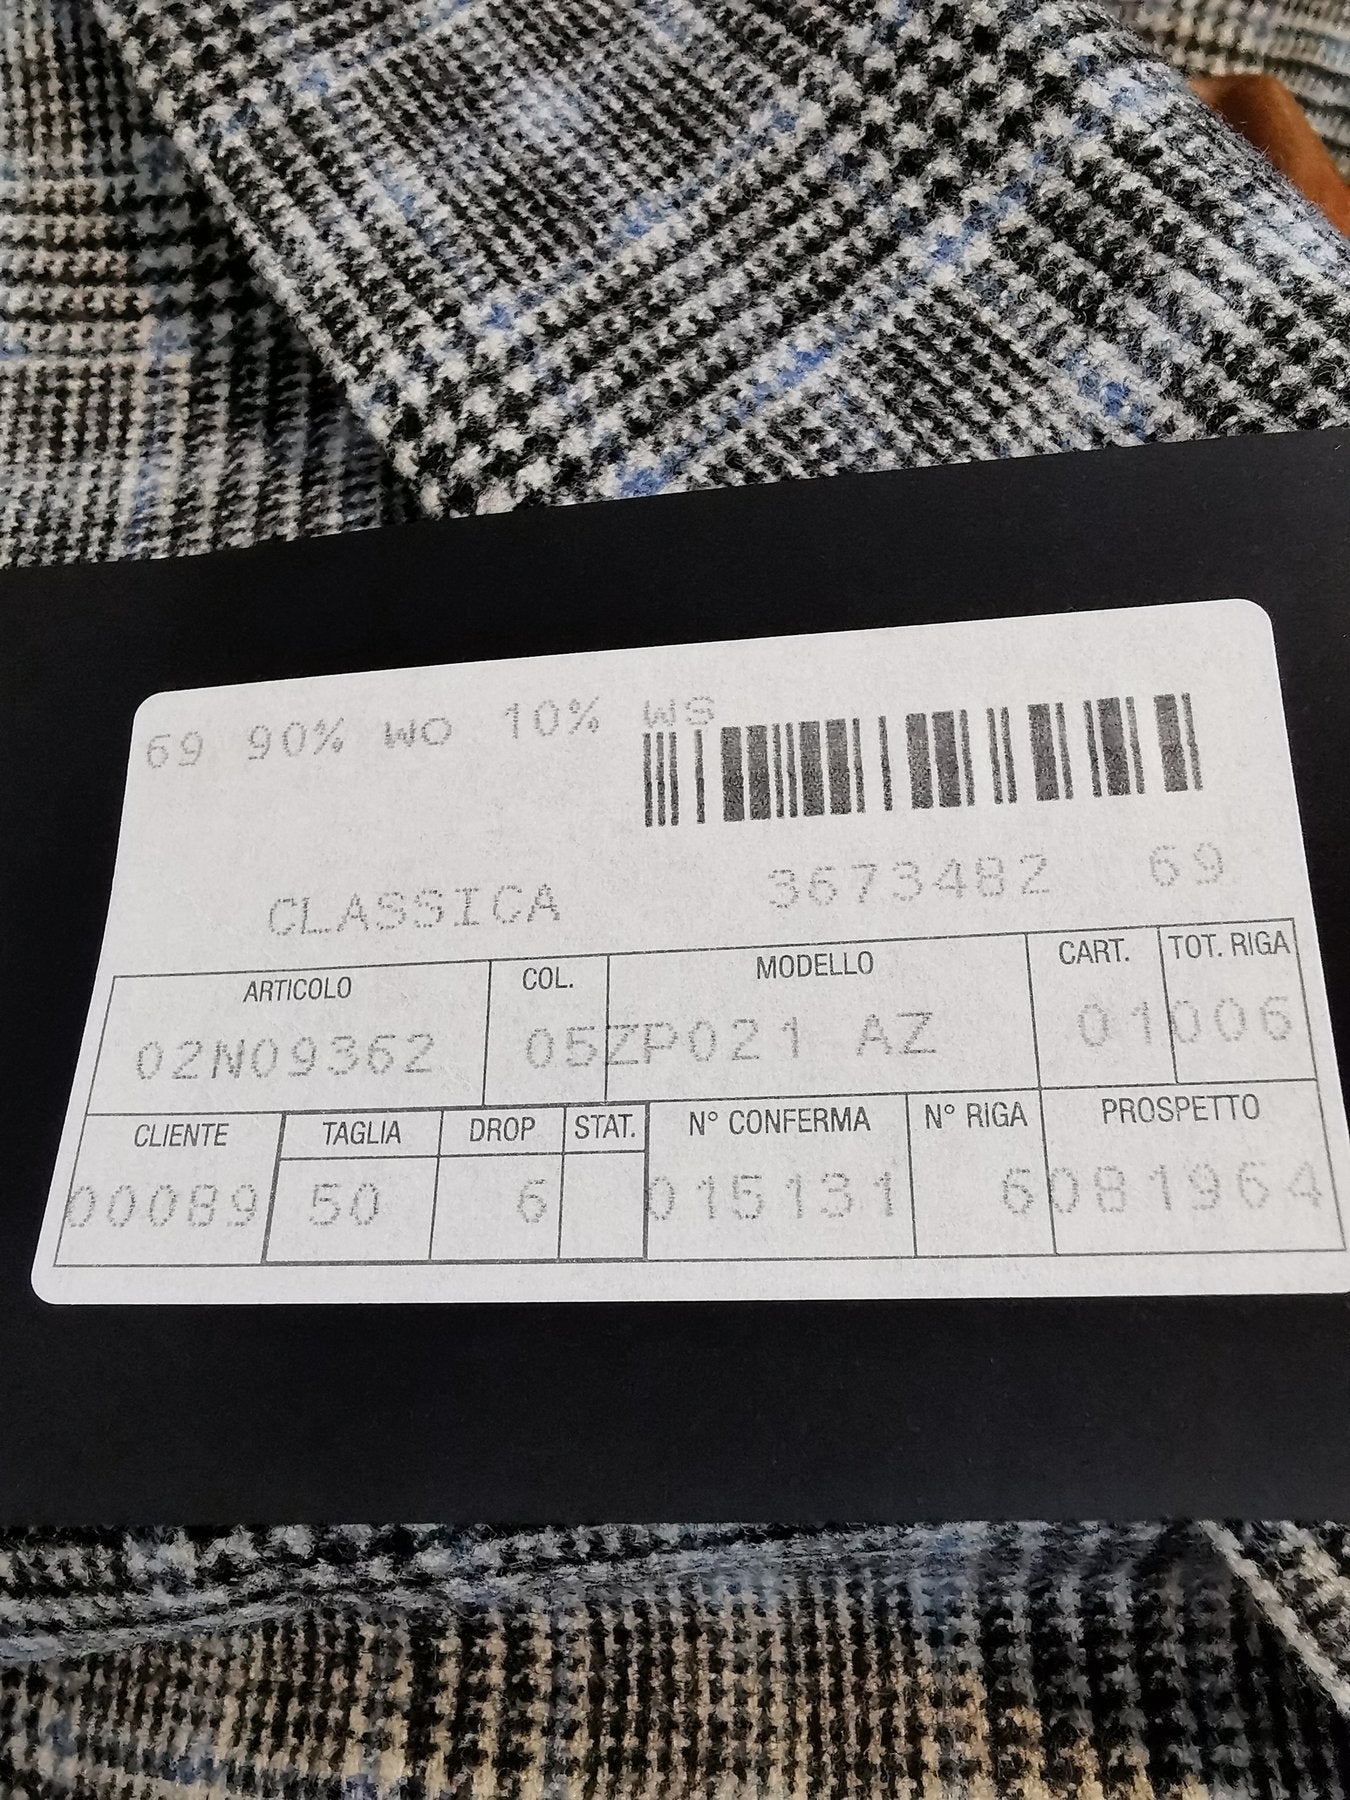 69 90% WO 10% WS
CLASSICA 3673482 69
ARTICOLO COL. MODELLO CART. TOT. RIGA
02N09362 05 ZP021 AZ 01 006
CLIENTE TAGLIA DROP STAT. N° CONFERMA N° RIGA PROSPETTO
00089 50 6 015131 6 081964